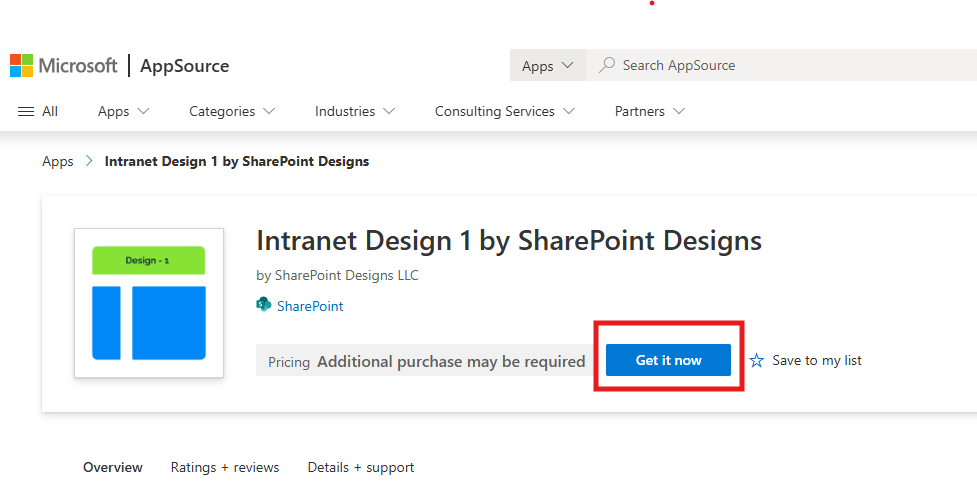 Microsoft | AppSource
Apps
Search AppSource
All
Apps
Categories
Industries
Consulting Services
Partners
Apps > Intranet Design 1 by SharePoint Designs
Design - 1
Intranet Design 1 by SharePoint Designs
by SharePoint Designs LLC
S SharePoint
Pricing Additional purchase may be required
Get it now
Save to my list
Overview
Ratings + reviews
Details + support